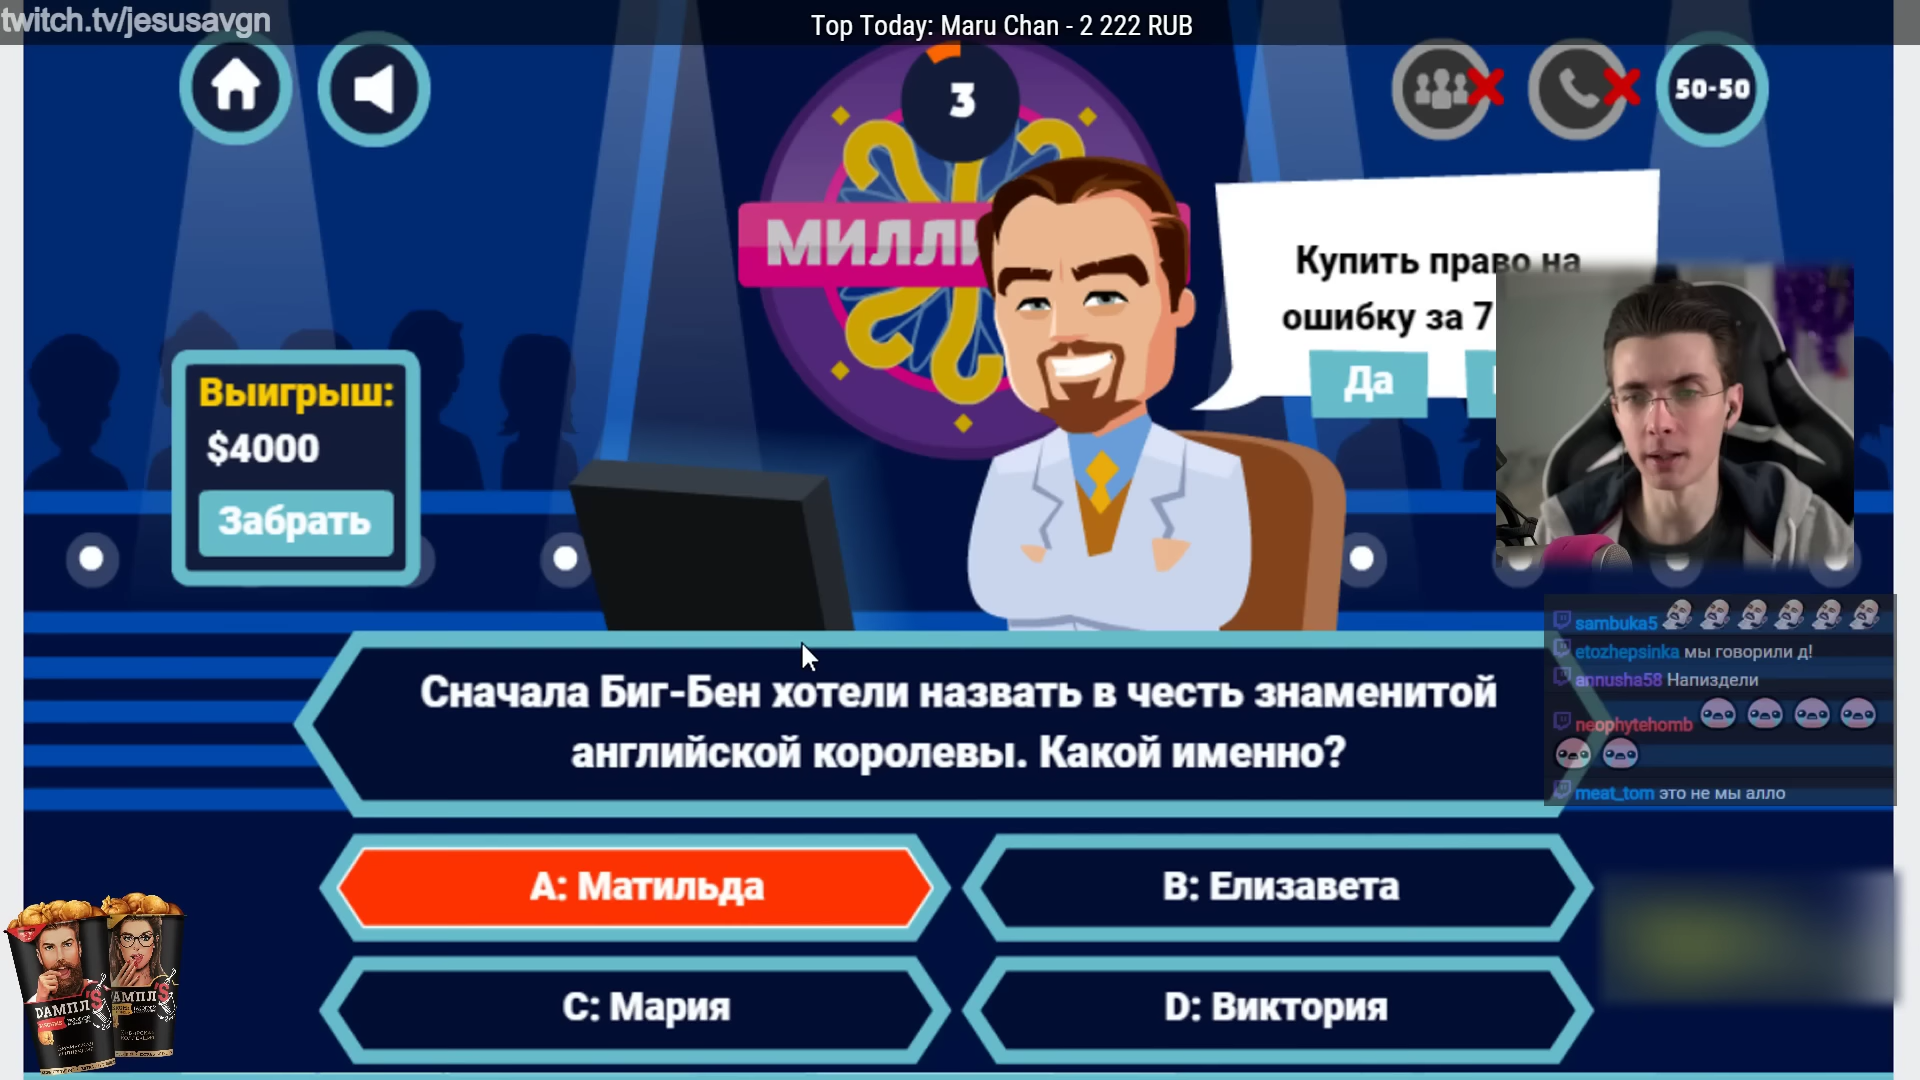 twitch.tv/jesusavgn
Top Today: Maru Chan - 2 222 RUB
3
50-50
МИЛЛИ
Купить право на
ошибку за 7
Да
Выигрыш:
$4000
Забрать
Сначала Биг-Бен хотели назвать в честь знаменитой
английской королевы. Какой именно?
sambuka5
etozhepsinka мы говорили д!
annusha58 Напиздели
neophytehomb
meat_tom это не мы алло
A: Матильда
B: Елизавета
C: Мария
D: Виктория
DАМПЛ'S
АМПЛ'S